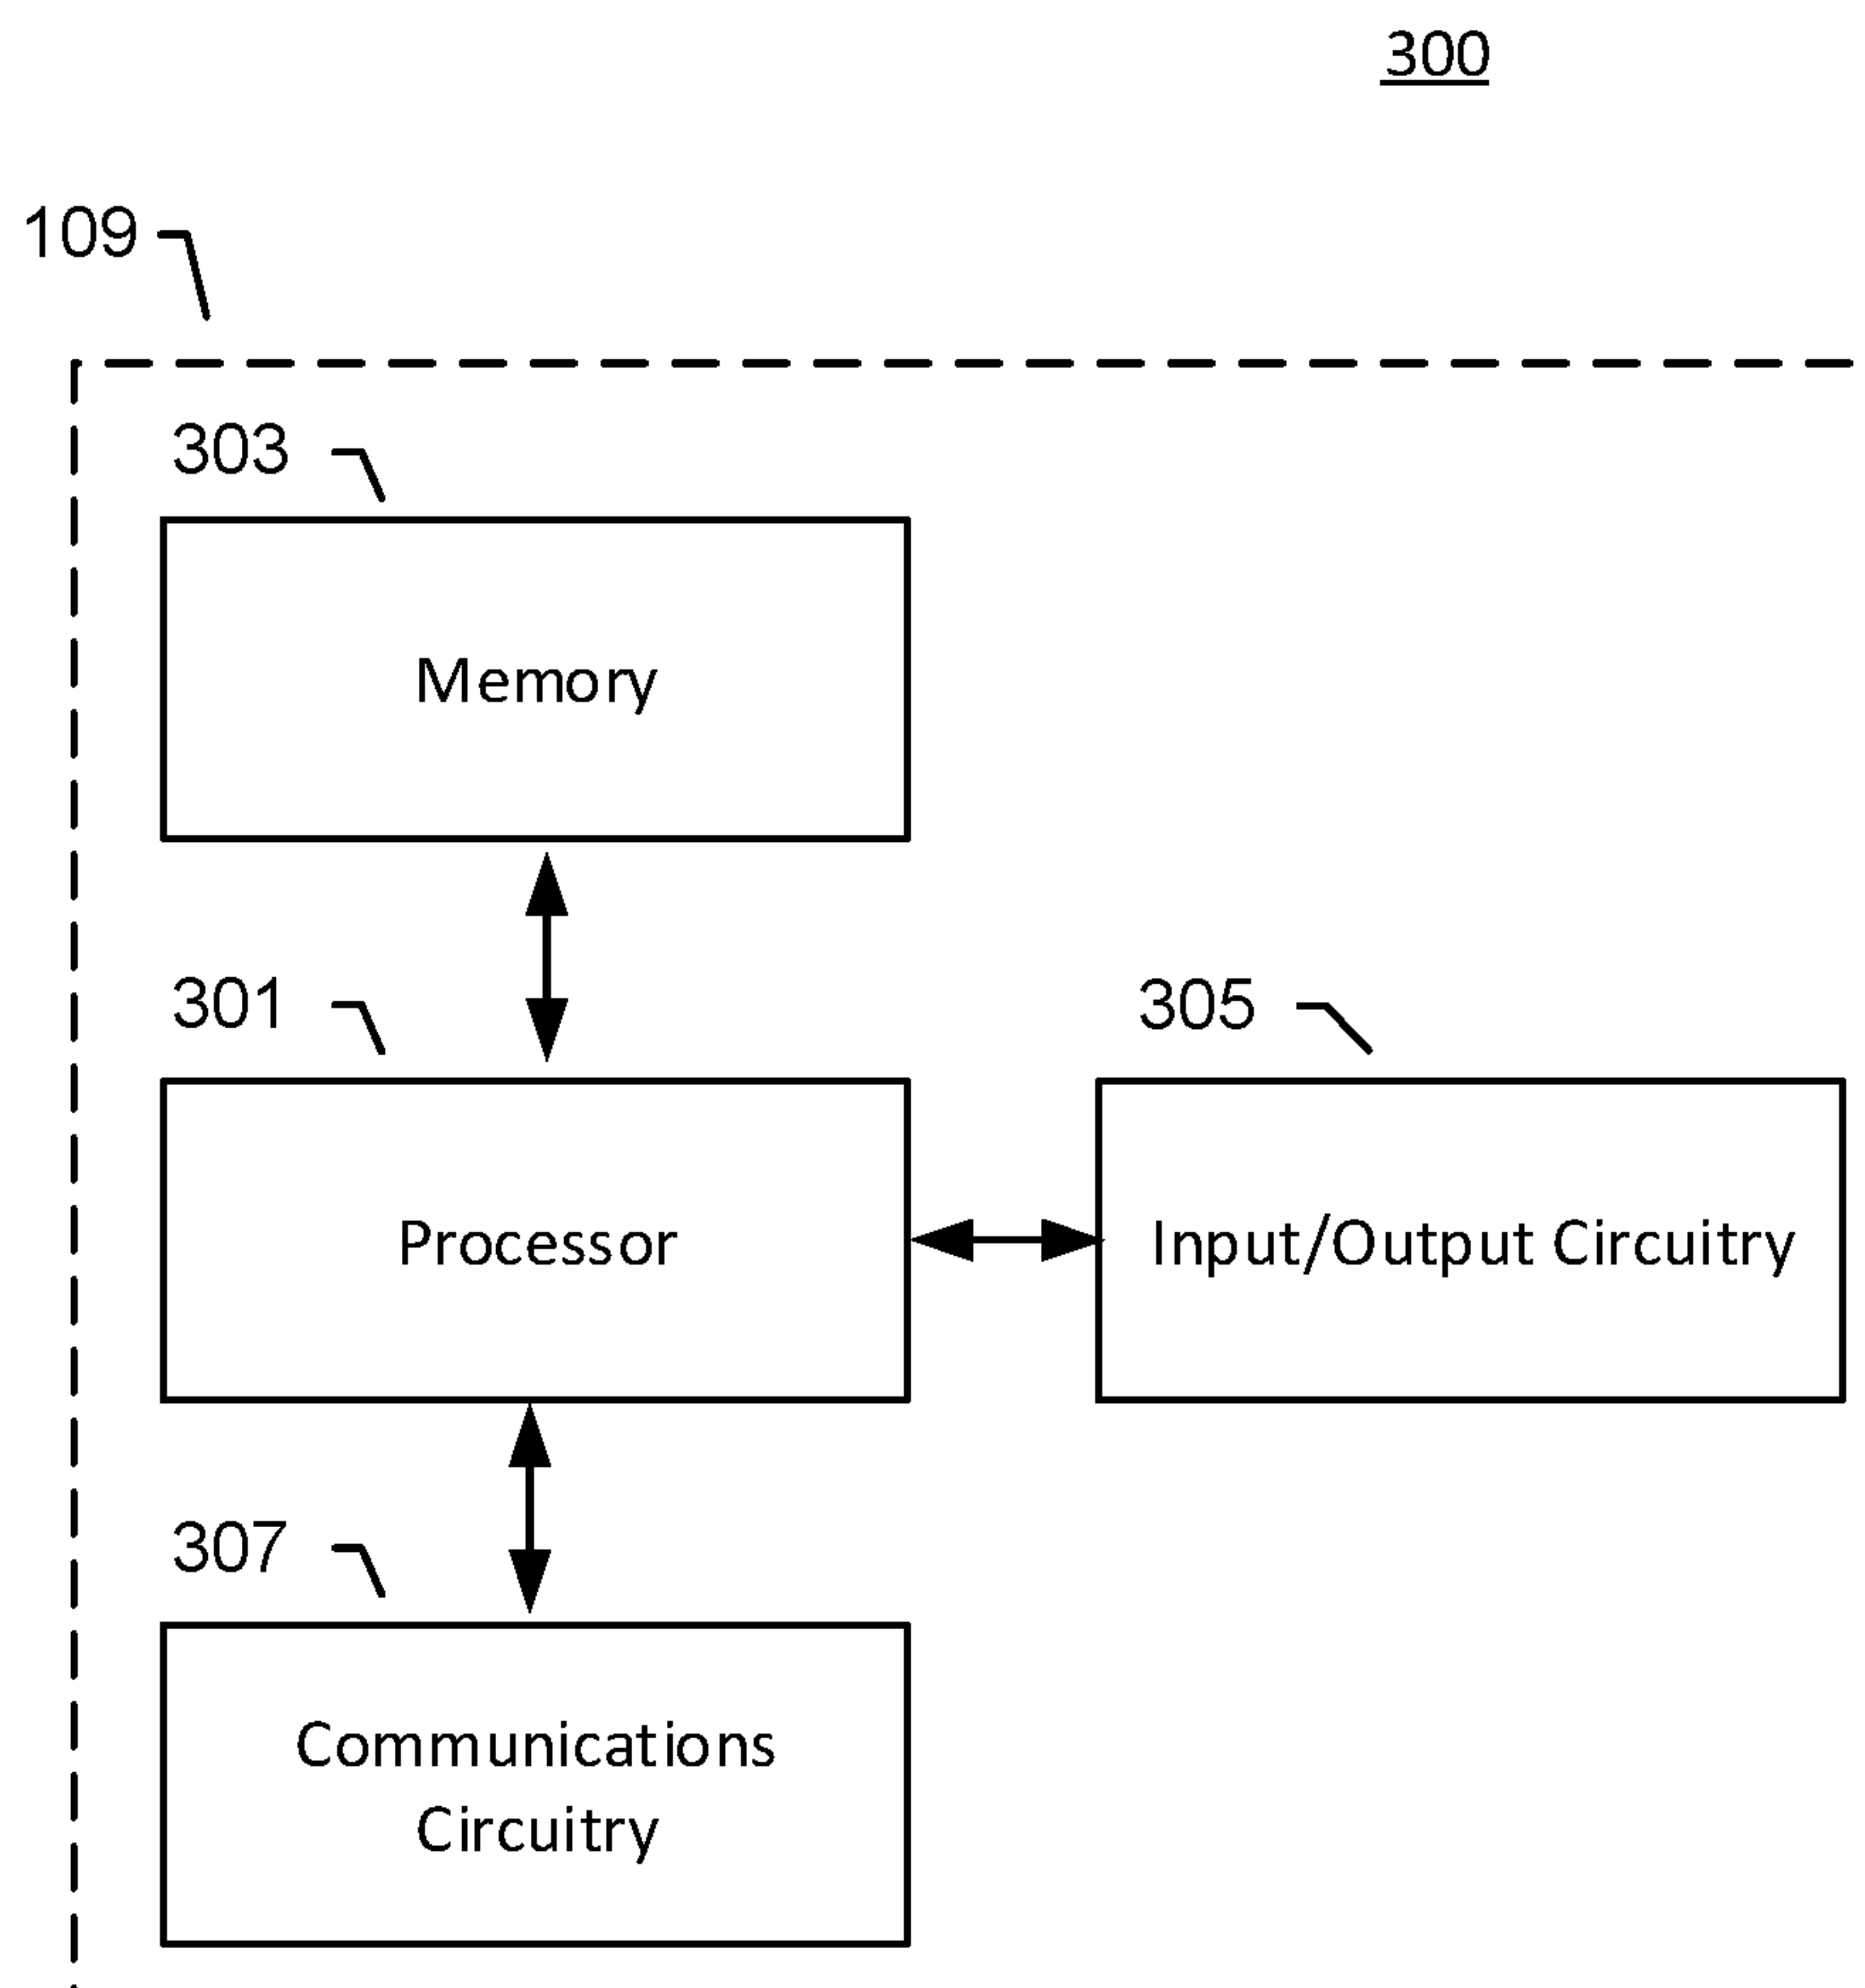 300
109
303
Memory
301
305
Processor
Input/Output Circuitry
307
Communications
Circuitry